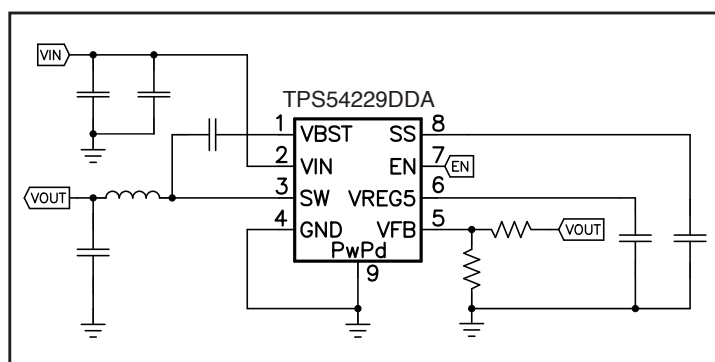 VIN
TPS54229DDA
1 VBST SS 8
2 VIN EN 7 EN
3 SW VREG5 6
VOUT
4 GND VFB 5 VOUT
PwPd
9